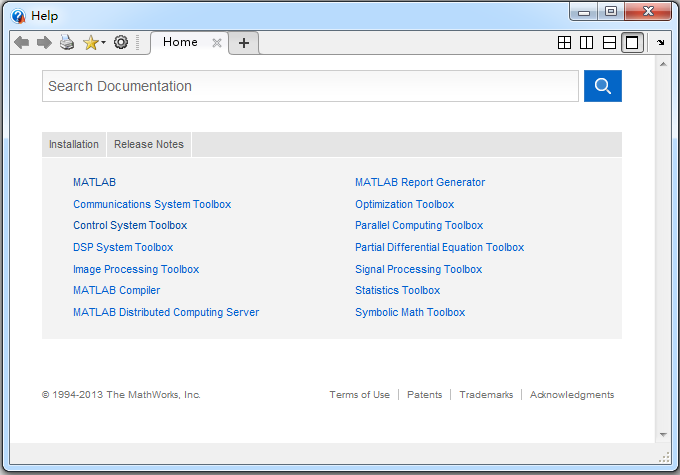 Help
Home
Search Documentation
Installation Release Notes
MATLAB
Communications System Toolbox
Control System Toolbox
DSP System Toolbox
Image Processing Toolbox
MATLAB Compiler
MATLAB Distributed Computing Server
MATLAB Report Generator
Optimization Toolbox
Parallel Computing Toolbox
Partial Differential Equation Toolbox
Signal Processing Toolbox
Statistics Toolbox
Symbolic Math Toolbox
© 1994-2013 The MathWorks, Inc. Terms of Use | Patents | Trademarks | Acknowledgments